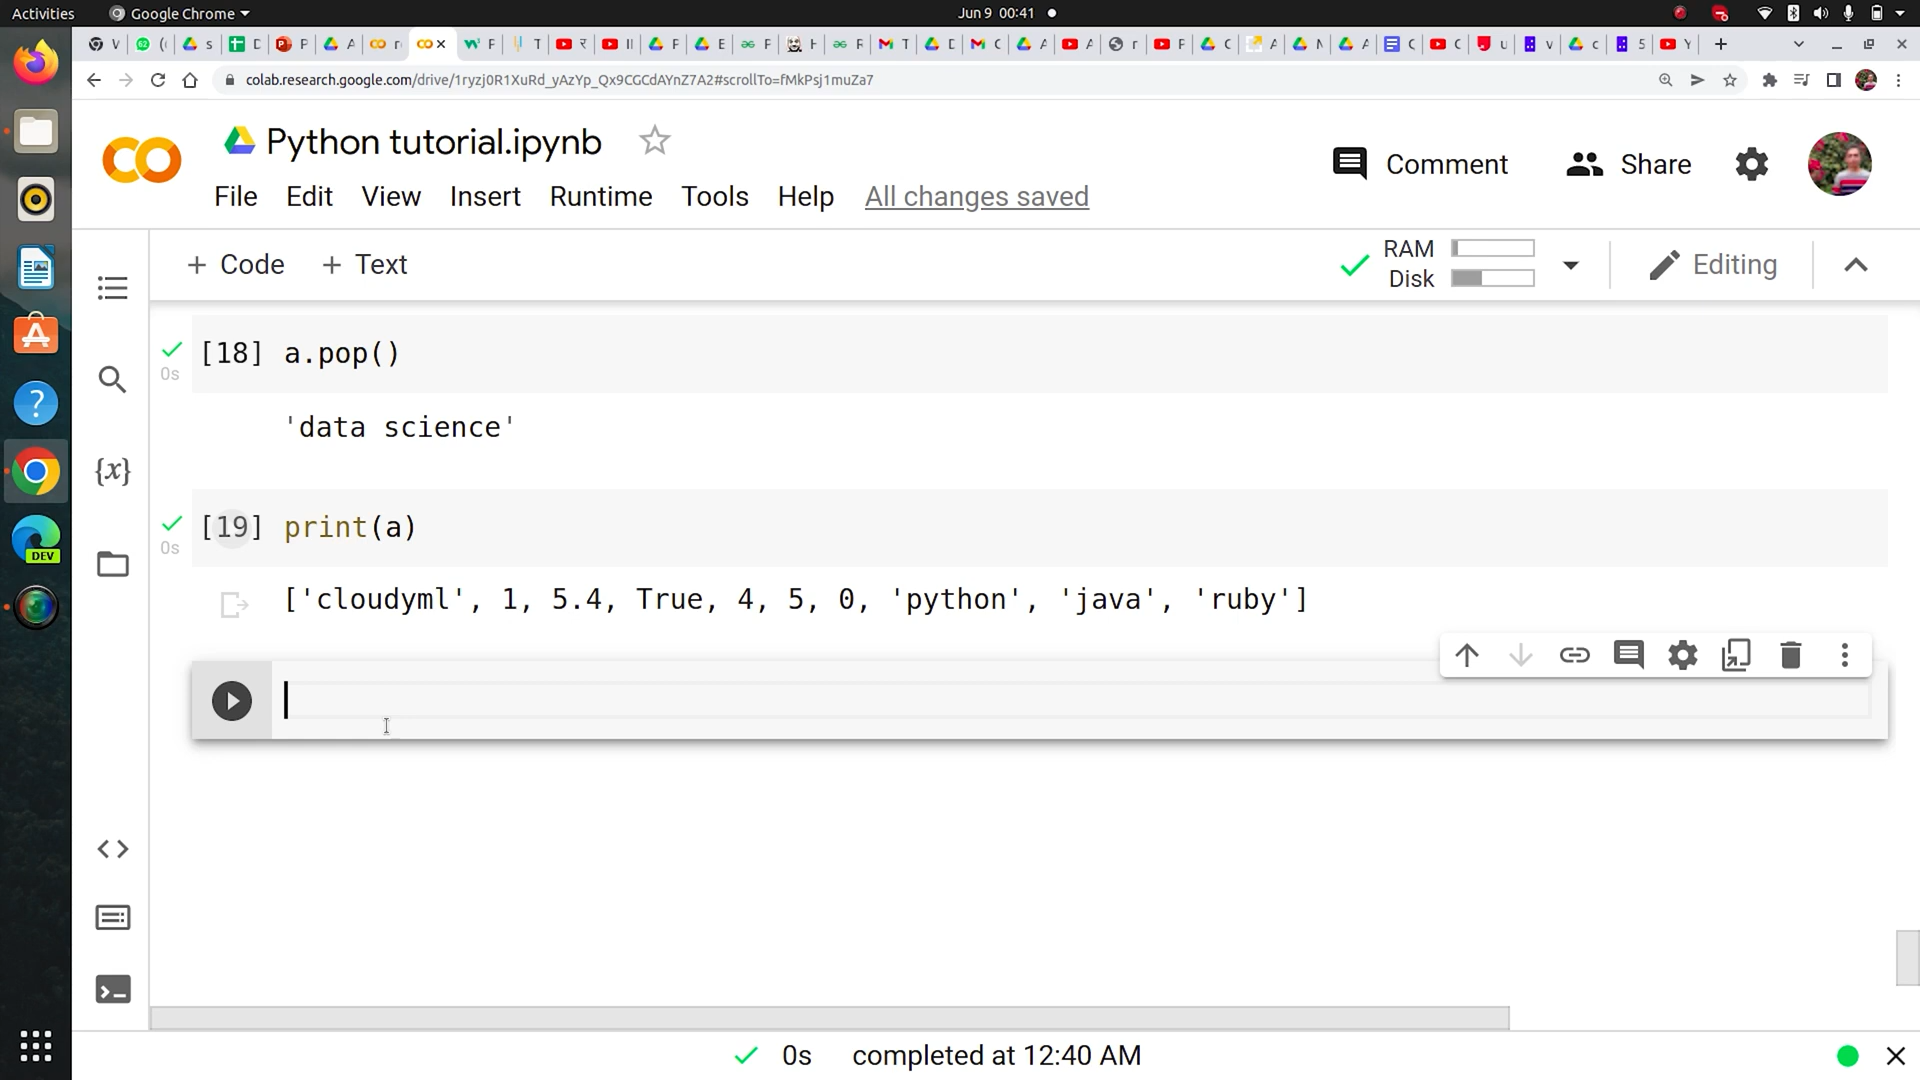 Activities
Google Chrome
Jun 9 00:41
colab.research.google.com/drive/1ryzj0R1XuRd_yAzYp_Qx9CGCdAYnZ7A2#scrollTo=fMkPsj1muZa7
Python tutorial.ipynb
Comment
Share
File Edit View Insert Runtime Tools Help All changes saved
+ Code + Text
RAM
Disk
Editing
[18] a.pop()
0s
'data science'
[19] print(a)
0s
['cloudyml', 1, 5.4, True, 4, 5, 0, 'python', 'java', 'ruby']
{x}
DEV
0s completed at 12:40 AM